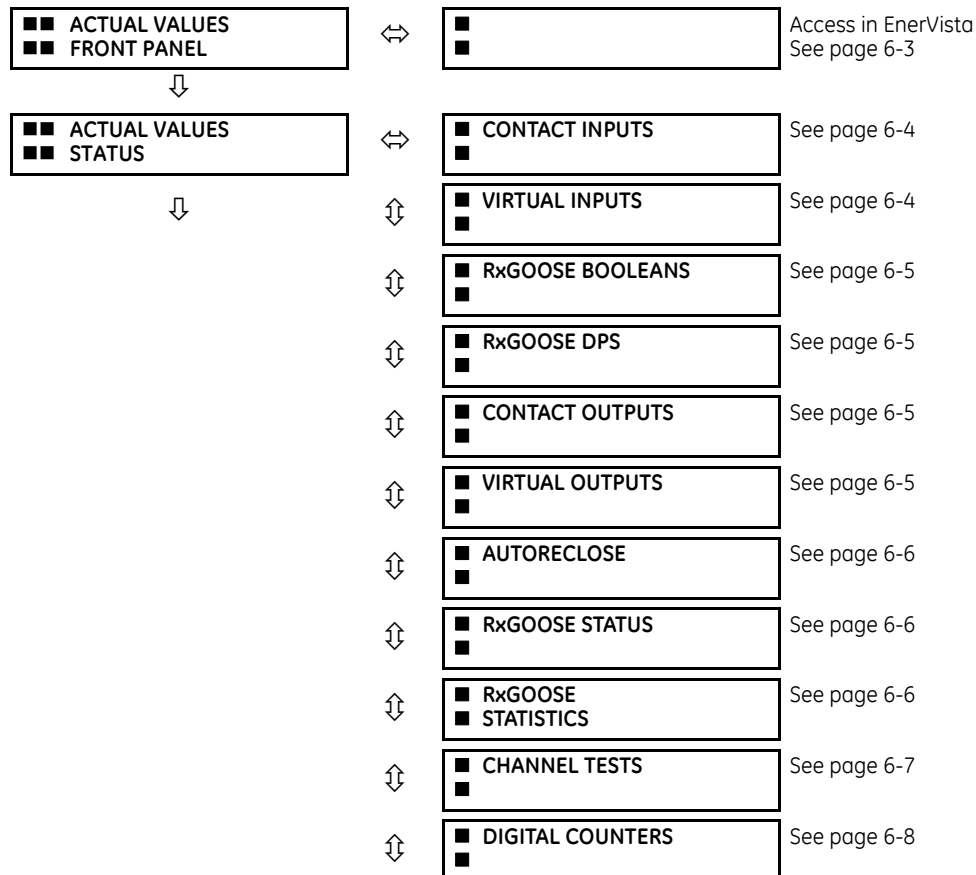 ■■ ACTUAL VALUES
■■ FRONT PANEL
■
■
Access in EnerVista
See page 6-3
■■ ACTUAL VALUES
■■ STATUS
■ CONTACT INPUTS
■
See page 6-4
■ VIRTUAL INPUTS
■
See page 6-4
■ RxGOOSE BOOLEANS
■
See page 6-5
■ RxGOOSE DPS
■
See page 6-5
■ CONTACT OUTPUTS
■
See page 6-5
■ VIRTUAL OUTPUTS
■
See page 6-5
■ AUTORECLOSE
■
See page 6-6
■ RxGOOSE STATUS
■
See page 6-6
■ RxGOOSE
■ STATISTICS
See page 6-6
■ CHANNEL TESTS
■
See page 6-7
■ DIGITAL COUNTERS
■
See page 6-8